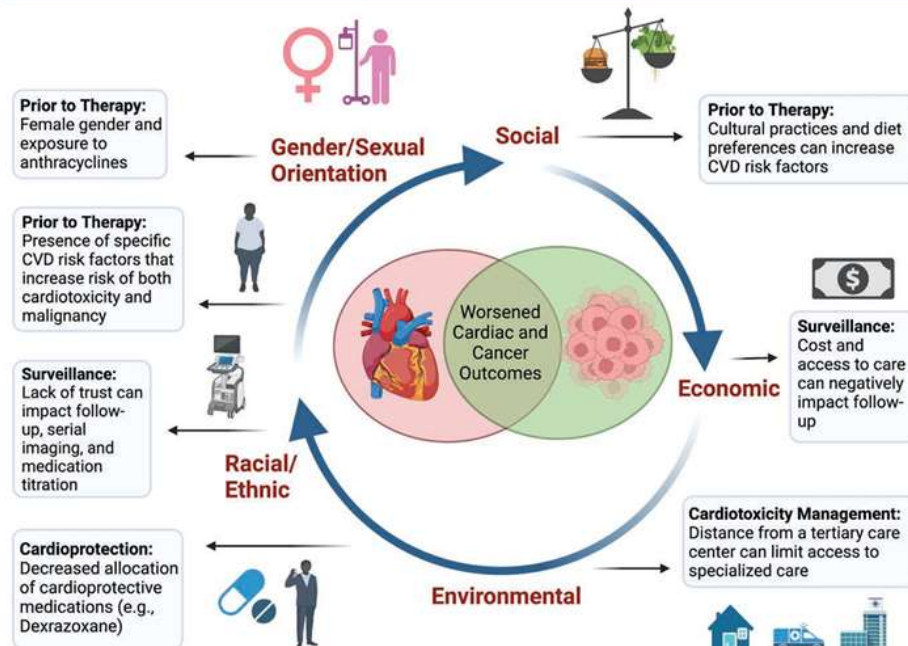 Prior to Therapy:
Female gender and
exposure to
anthracyclines
Gender/Sexual
Orientation
Social
Prior to Therapy:
Cultural practices and diet
preferences can increase
CVD risk factors
Prior to Therapy:
Presence of specific
CVD risk factors that
increase risk of both
cardiotoxicity and
malignancy
Worsened
Cardiac and
Cancer
Outcomes
$
Surveillance:
Cost and
access to care
can negatively
impact follow-
up
Economic
Surveillance:
Lack of trust can
impact follow-
up, serial
imaging, and
medication
titration
Racial/
Ethnic
Cardiotoxicity Management:
Distance from a tertiary care
center can limit access to
specialized care
Environmental
Cardioprotection:
Decreased allocation
of cardioprotective
medications (e.g.,
Dexrazoxane)